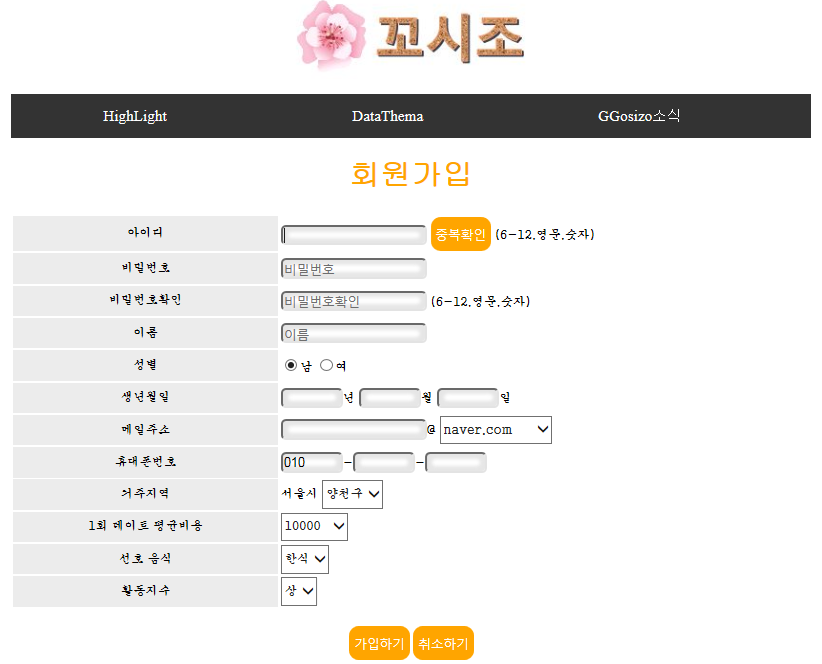 꼬시조
HighLight DataThema GGosizo소식
회원가입
아이디 중복확인 (6-12,영문,숫자)
비밀번호 비밀번호
비밀번호확인 비밀번호확인 (6-12,영문,숫자)
이름 이름
성별 남 여
생년월일 년 월 일
메일주소 @ naver.com
휴대폰번호 010 - -
거주지역 서울시 양천구
1회 데이트 평균비용 10000
선호 음식 한식
활동지수 상
가입하기 취소하기